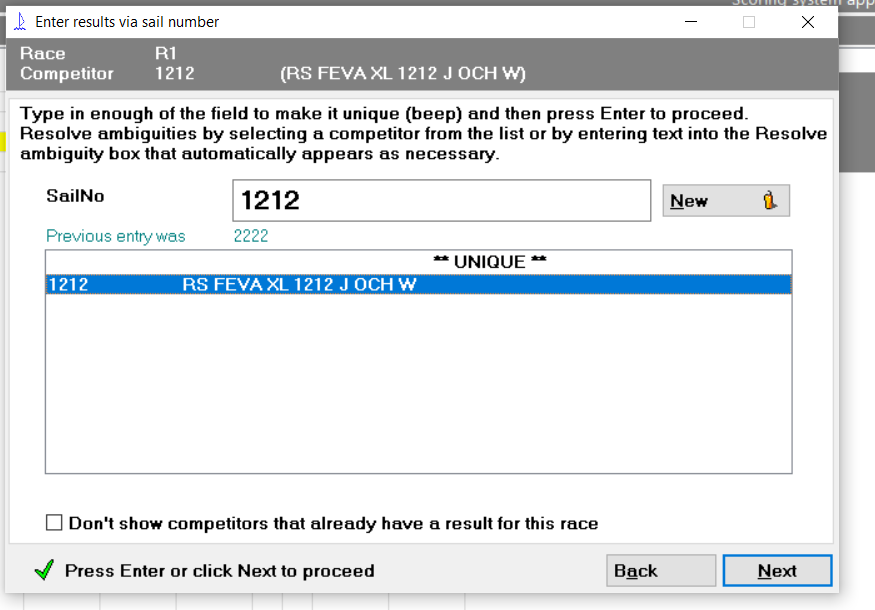 Scoring system app
Enter results via sail number
Race R1
Competitor 1212 (RS FEVA XL 1212 J OCH W)
Type in enough of the field to make it unique (beep) and then press Enter to proceed.
Resolve ambiguities by selecting a competitor from the list or by entering text into the Resolve
ambiguity box that automatically appears as necessary.
SailNo 1212 New
Previous entry was 2222
** UNIQUE **
1212 RS FEVA XL 1212 J OCH W
Don't show competitors that already have a result for this race
Press Enter or click Next to proceed Back Next